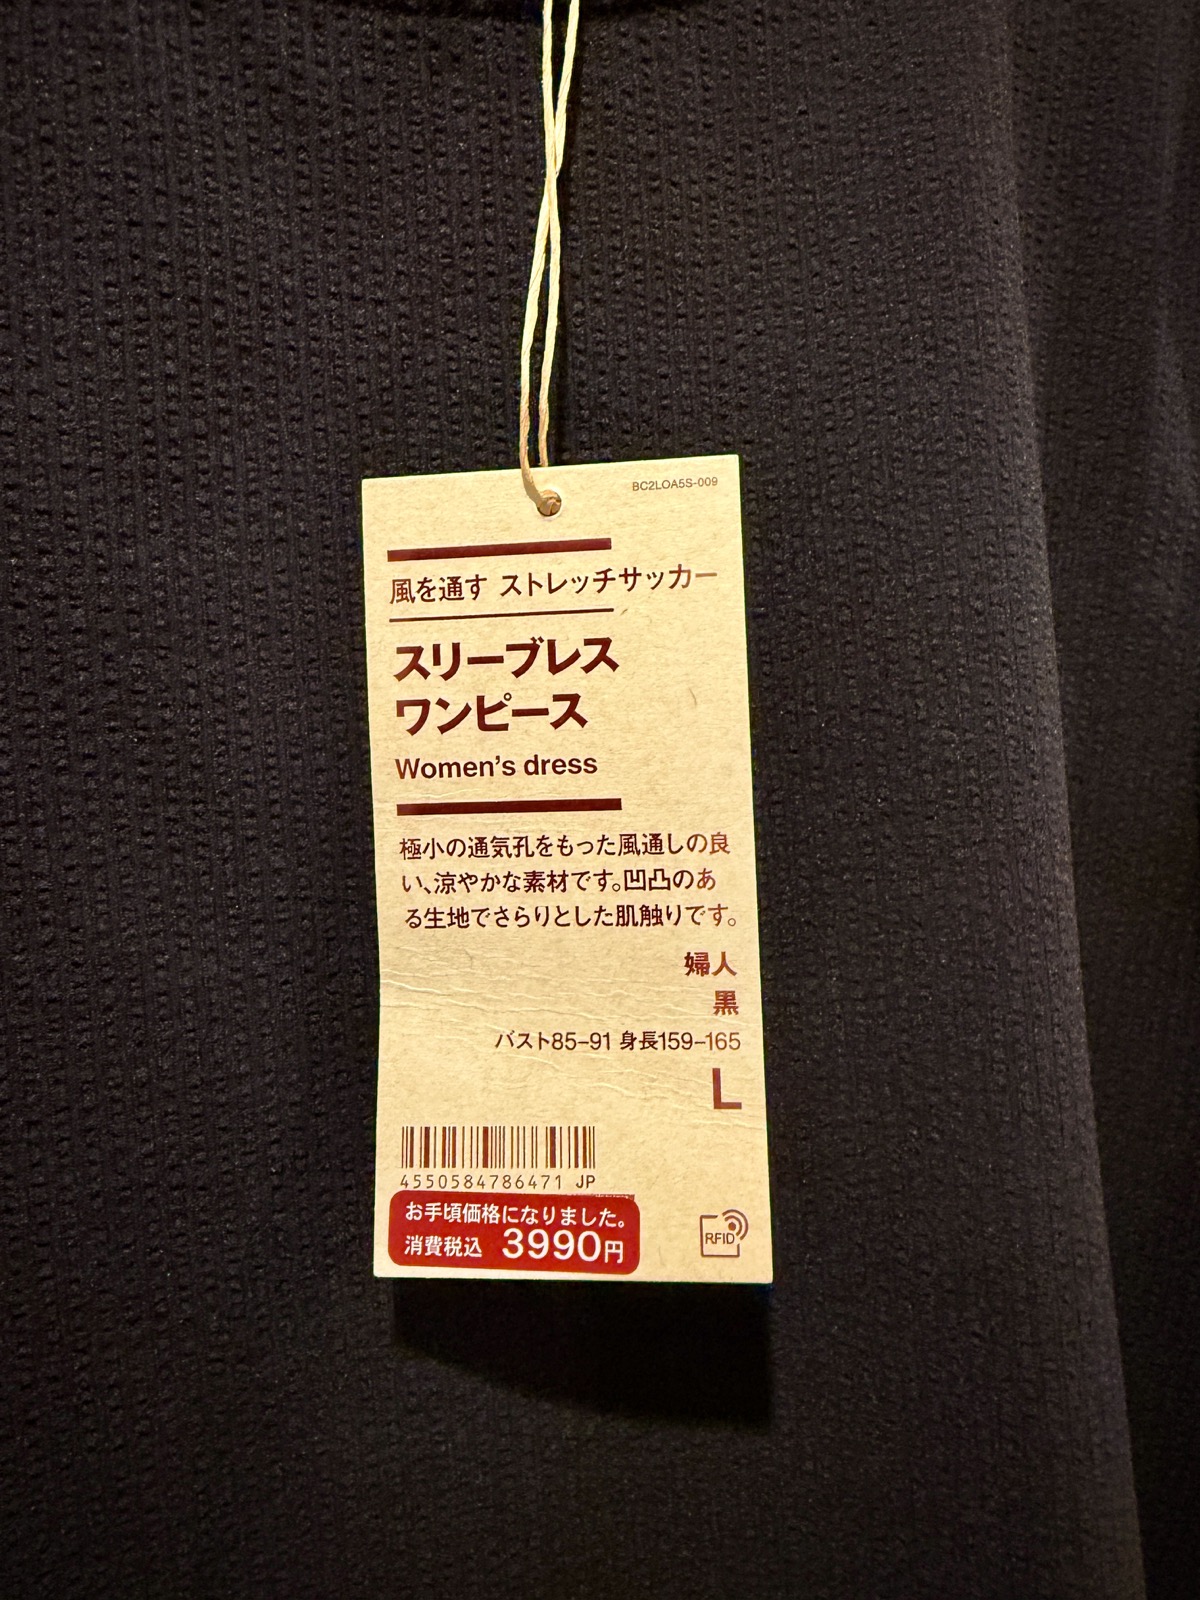 BC2LOA5S-009
風を通す ストレッチサッカー
スリーブレス
ワンピース
Women's dress
極小の通気孔をもった風通しの良
い、涼やかな素材です。凹凸のあ
る生地でさらりとした肌触りです。
婦人
黒
バスト85-91 身長159-165
L
4550584786471 JP
お手頃価格になりました。
消費税込 3990円
RFID